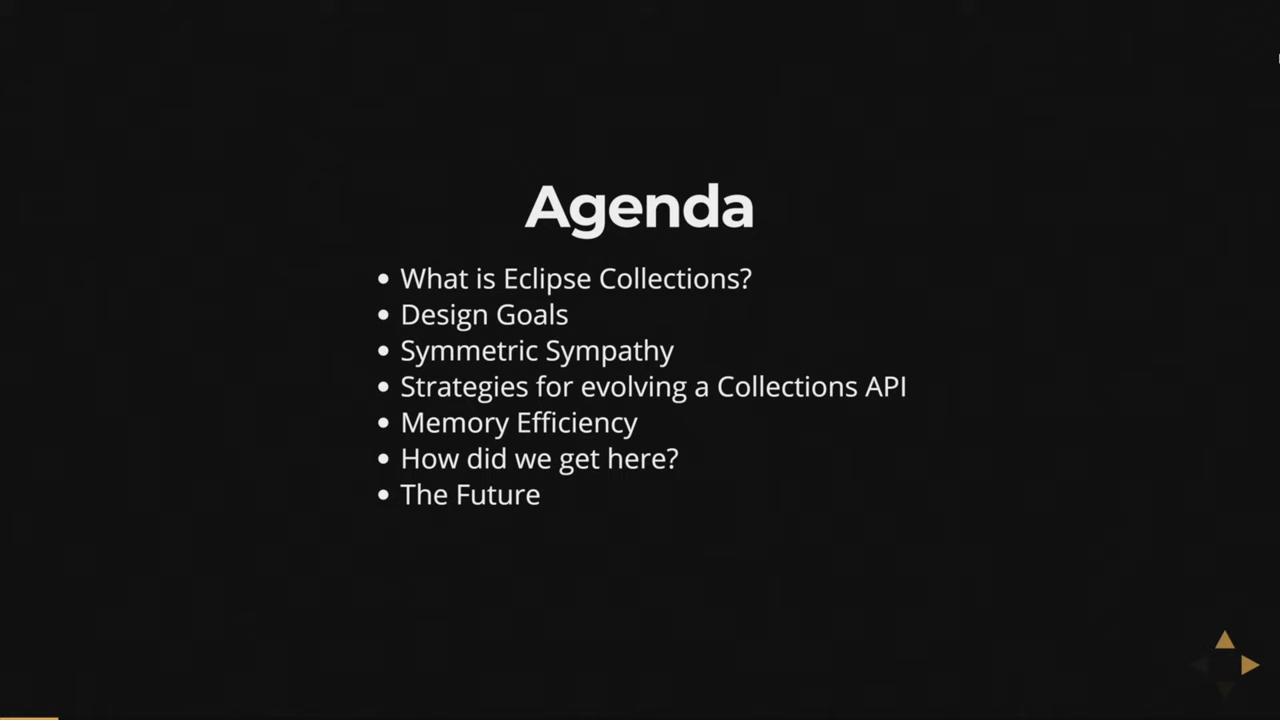 Agenda
What is Eclipse Collections?
Design Goals
Symmetric Sympathy
Strategies for evolving a Collections API
Memory Efficiency
How did we get here?
The Future